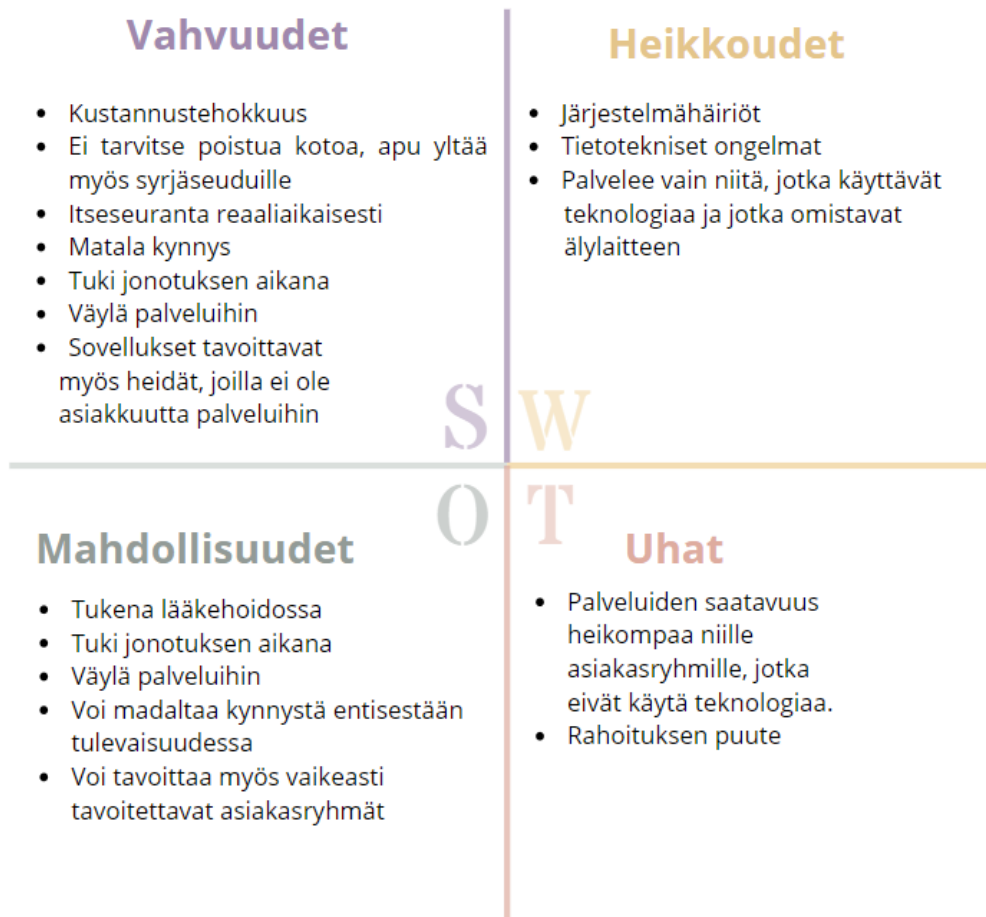 Vahvuudet
• Kustannustehokkuus
• Ei tarvitse poistua kotoa, apu yltää
myös syrjäseuduille
• Itseseuranta reaaliaikaisesti
• Matala kynnys
• Tuki jonotuksen aikana
• Väylä palveluihin
• Sovellukset tavoittavat
myös heidät, joilla ei ole
asiakkuutta palveluihin
Heikkoudet
• Järjestelmähäiriöt
• Tietotekniset ongelmat
• Palvelee vain niitä, jotka käyttävät
teknologiaa ja jotka omistavat
älylaitteen
S W
O T
Mahdollisuudet
• Tukena lääkehoidossa
• Tuki jonotuksen aikana
• Väylä palveluihin
• Voi madaltaa kynnystä entisestään
tulevaisuudessa
• Voi tavoittaa myös vaikeasti
tavoitettavat asiakasryhmät
Uhat
• Palveluiden saatavuus
heikompaa niille
asiakasryhmille, jotka
eivät käytä teknologiaa.
• Rahoituksen puute